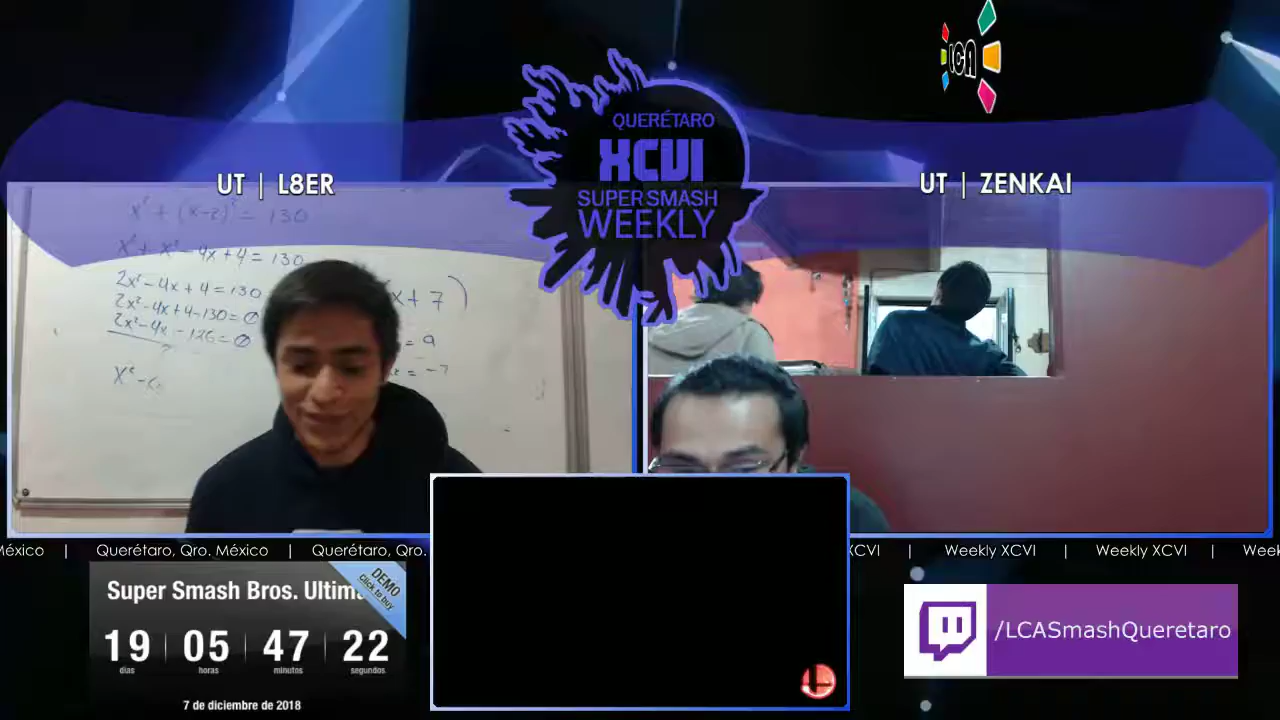 LCA
QUERÉTARO
XCVI
SUPER SMASH
WEEKLY
UT | L8ER
UT | ZENKAI
x² + (x-2)² = 130
x² + x² - 4x + 4 = 130
2x² - 4x + 4 = 130
2x² - 4x + 4 - 130 = 0
2x² - 4x - 126 = 0
x + 7)
= 9
x = -7
México | Querétaro, Qro. México | Querétaro, Qro.
XCVI | Weekly XCVI | Weekly XCVI | Week
Super Smash Bros. Ultim
DEMO
Click to buy
19 05 47 22
días horas minutos segundos
7 de diciembre de 2018
/LCASmashQueretaro